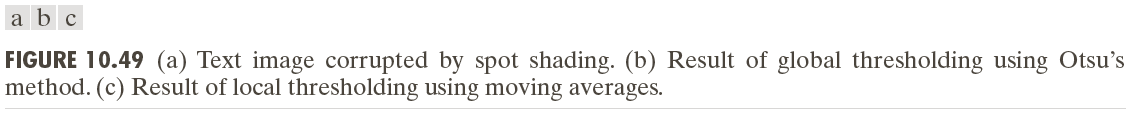 a b c
FIGURE 10.49 (a) Text image corrupted by spot shading. (b) Result of global thresholding using Otsu’s
method. (c) Result of local thresholding using moving averages.